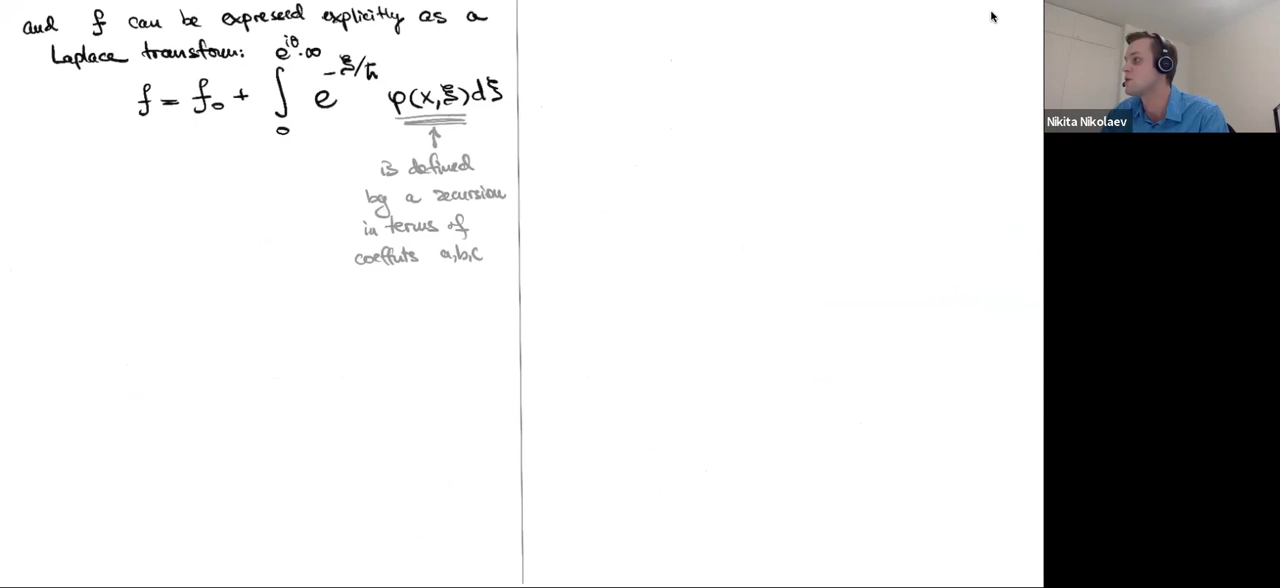 and f can be expressed explicitly as a
Laplace transform:
f = f₀ + ∫₀^{e^{iθ}·∞} e^{-ξ/ħ} φ(x,ξ)dξ
is defined
by a recursion
in terms of
coeffnts a,b,c
Nikita Nikolaev